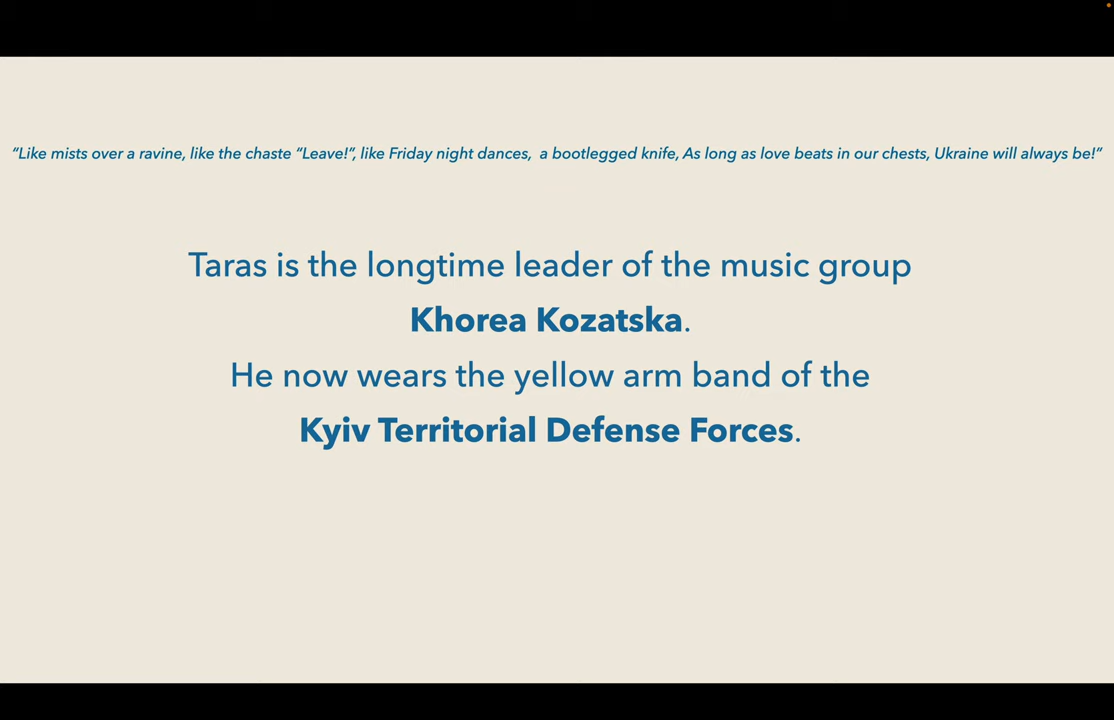 “Like mists over a ravine, like the chaste “Leave!”, like Friday night dances,  a bootlegged knife, As long as love beats in our chests, Ukraine will always be!”
Taras is the longtime leader of the music group
Khorea Kozatska.
He now wears the yellow arm band of the
Kyiv Territorial Defense Forces.